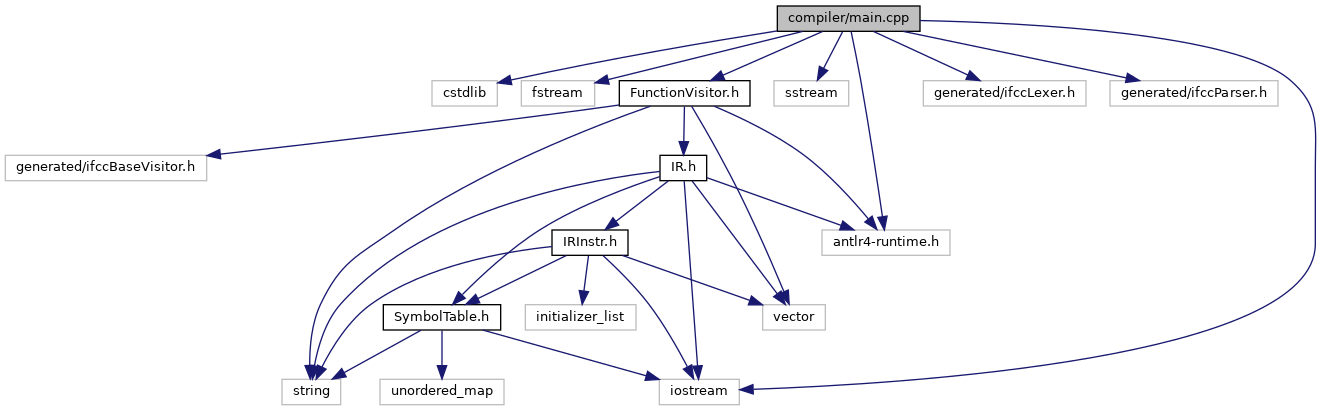 compiler/main.cpp
cstdlib
fstream
FunctionVisitor.h
sstream
generated/ifccLexer.h
generated/ifccParser.h
generated/ifccBaseVisitor.h
IR.h
IRInstr.h
antlr4-runtime.h
SymbolTable.h
initializer_list
vector
string
unordered_map
iostream